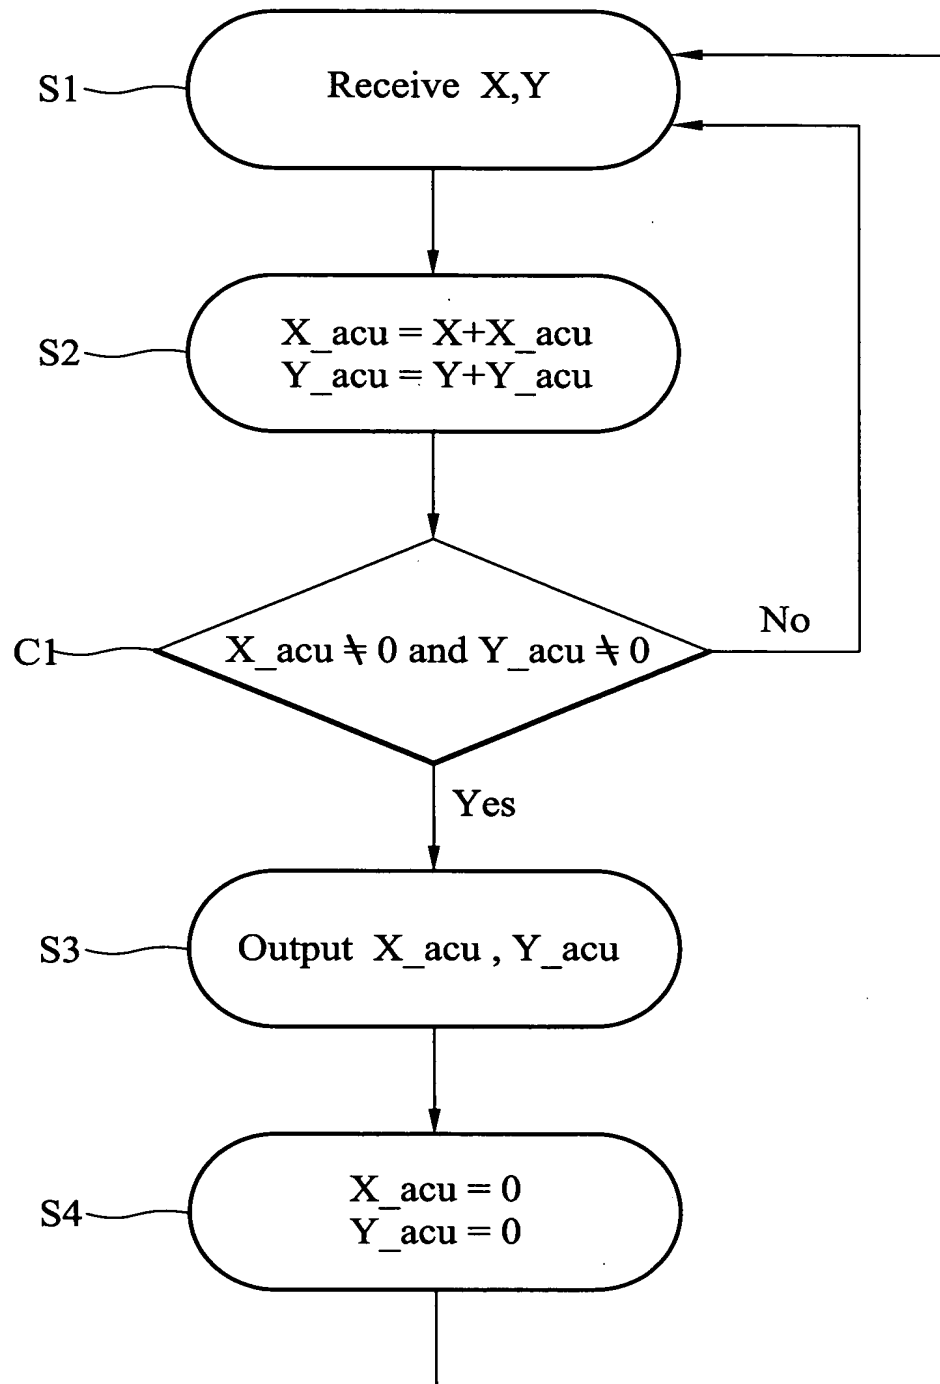 S1
Receive X,Y
S2
X_acu = X+X_acu
Y_acu = Y+Y_acu
C1
X_acu ≠ 0 and Y_acu ≠ 0
No
Yes
S3
Output X_acu , Y_acu
S4
X_acu = 0
Y_acu = 0